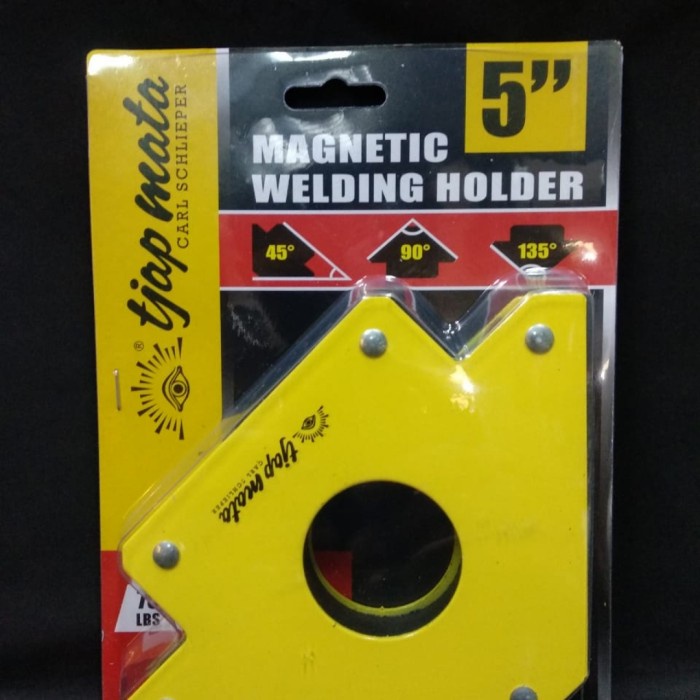 5”
MAGNETIC
WELDING HOLDER
45°
90°
135°
tjap mata
CARL SCHLIEPER
®
tjap mata
CARL SCHLIEPER
LBS